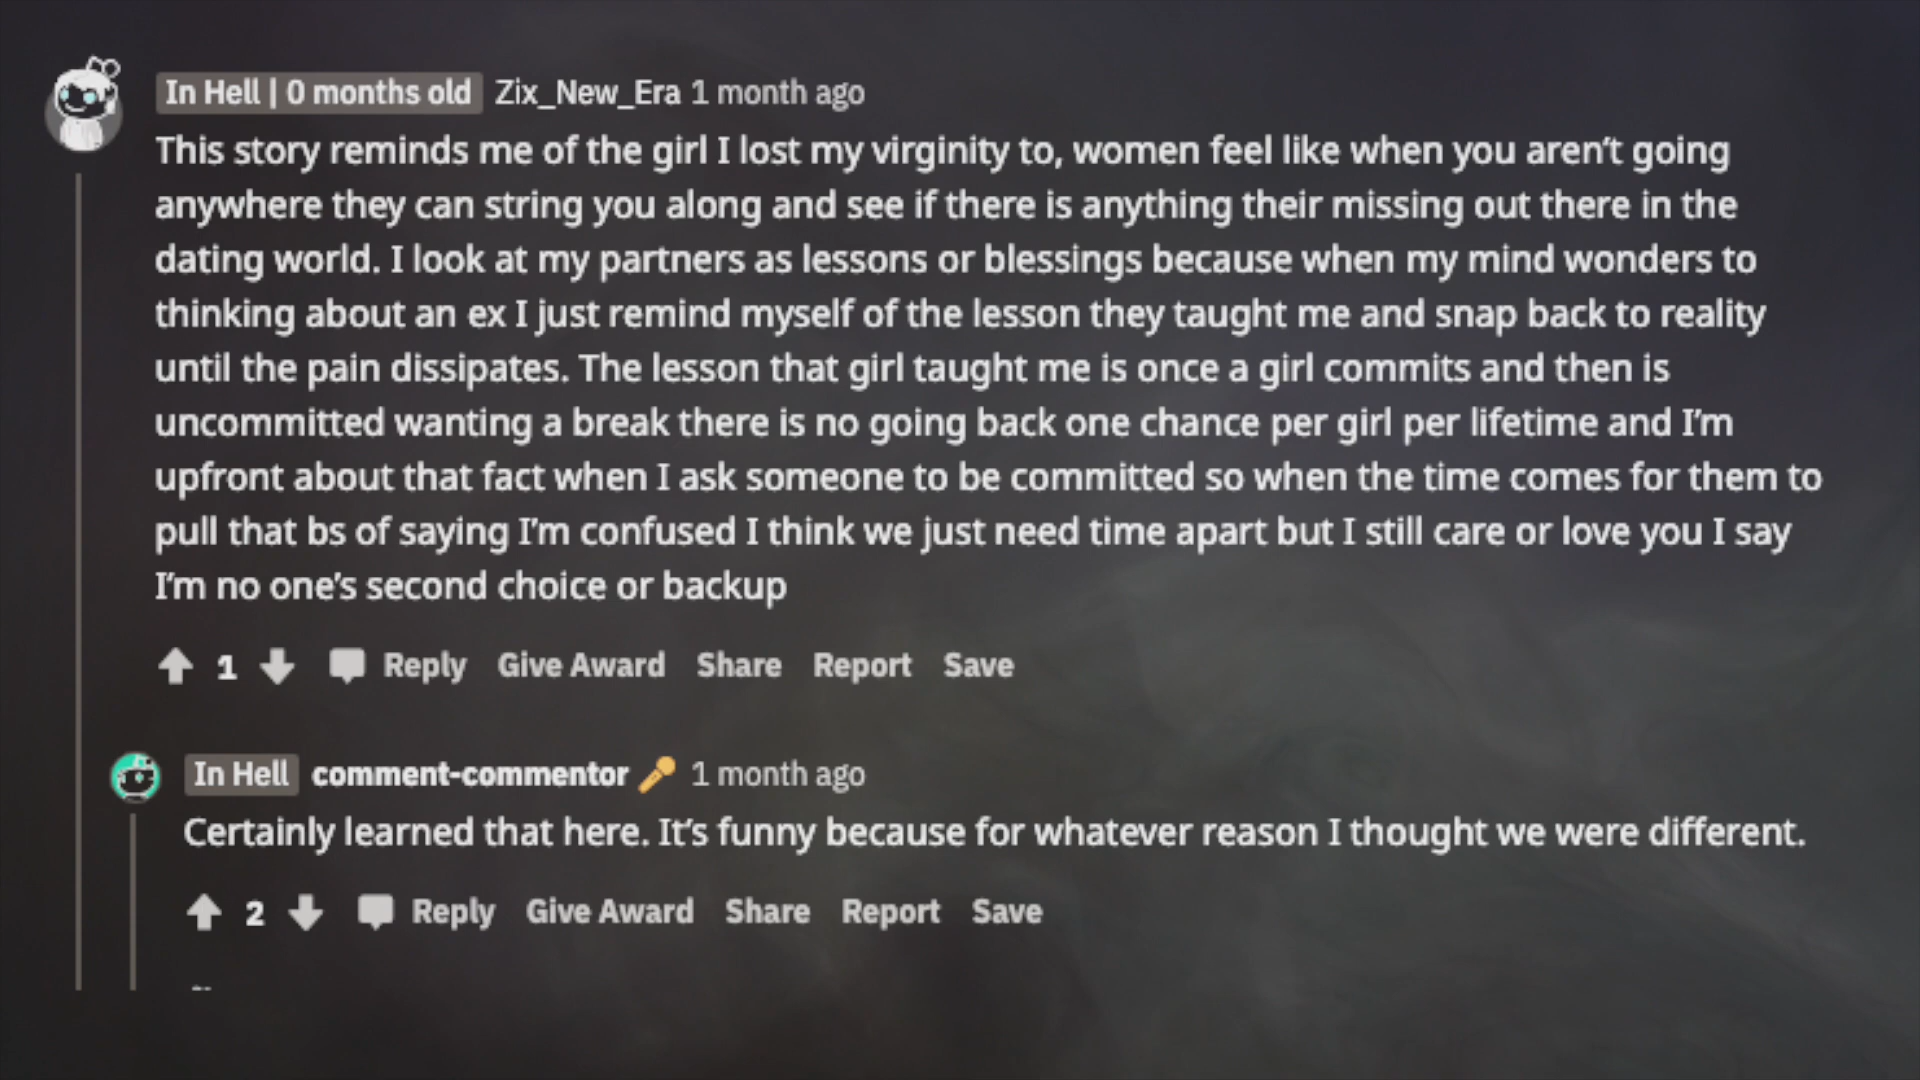 In Hell | 0 months old Zix_New_Era 1 month ago
This story reminds me of the girl I lost my virginity to, women feel like when you aren’t going
anywhere they can string you along and see if there is anything their missing out there in the
dating world. I look at my partners as lessons or blessings because when my mind wonders to
thinking about an ex I just remind myself of the lesson they taught me and snap back to reality
until the pain dissipates. The lesson that girl taught me is once a girl commits and then is
uncommitted wanting a break there is no going back one chance per girl per lifetime and I’m
upfront about that fact when I ask someone to be committed so when the time comes for them to
pull that bs of saying I’m confused I think we just need time apart but I still care or love you I say
I’m no one’s second choice or backup
1 Reply Give Award Share Report Save
In Hell comment-commentor 1 month ago
Certainly learned that here. It’s funny because for whatever reason I thought we were different.
2 Reply Give Award Share Report Save